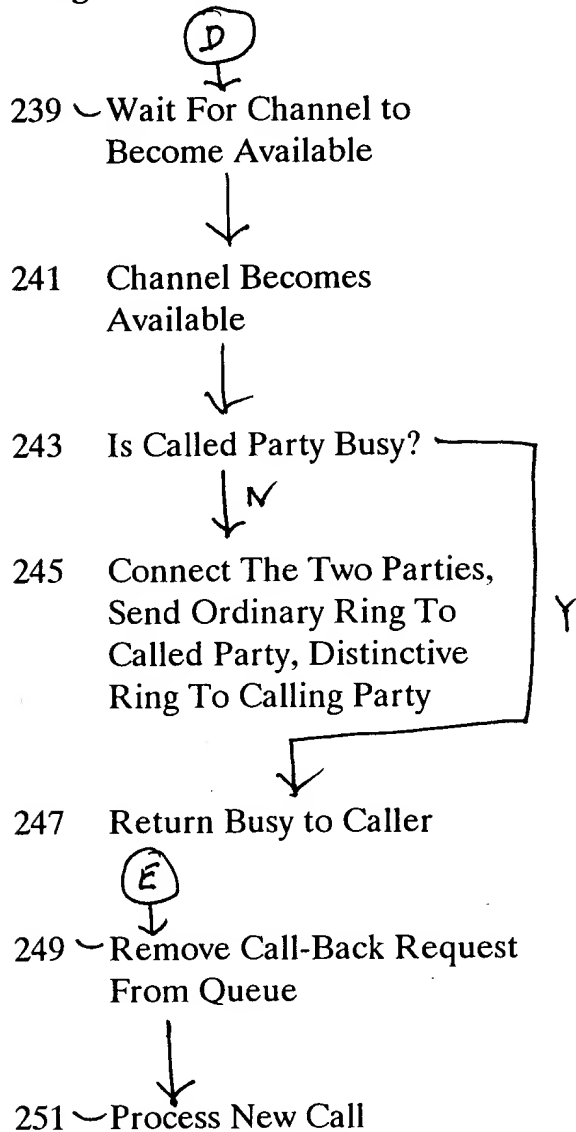 D
239 Wait For Channel to
Become Available
241 Channel Becomes
Available
243 Is Called Party Busy?
N
245 Connect The Two Parties,
Send Ordinary Ring To
Called Party, Distinctive
Ring To Calling Party
Y
247 Return Busy to Caller
E
249 Remove Call-Back Request
From Queue
251 Process New Call